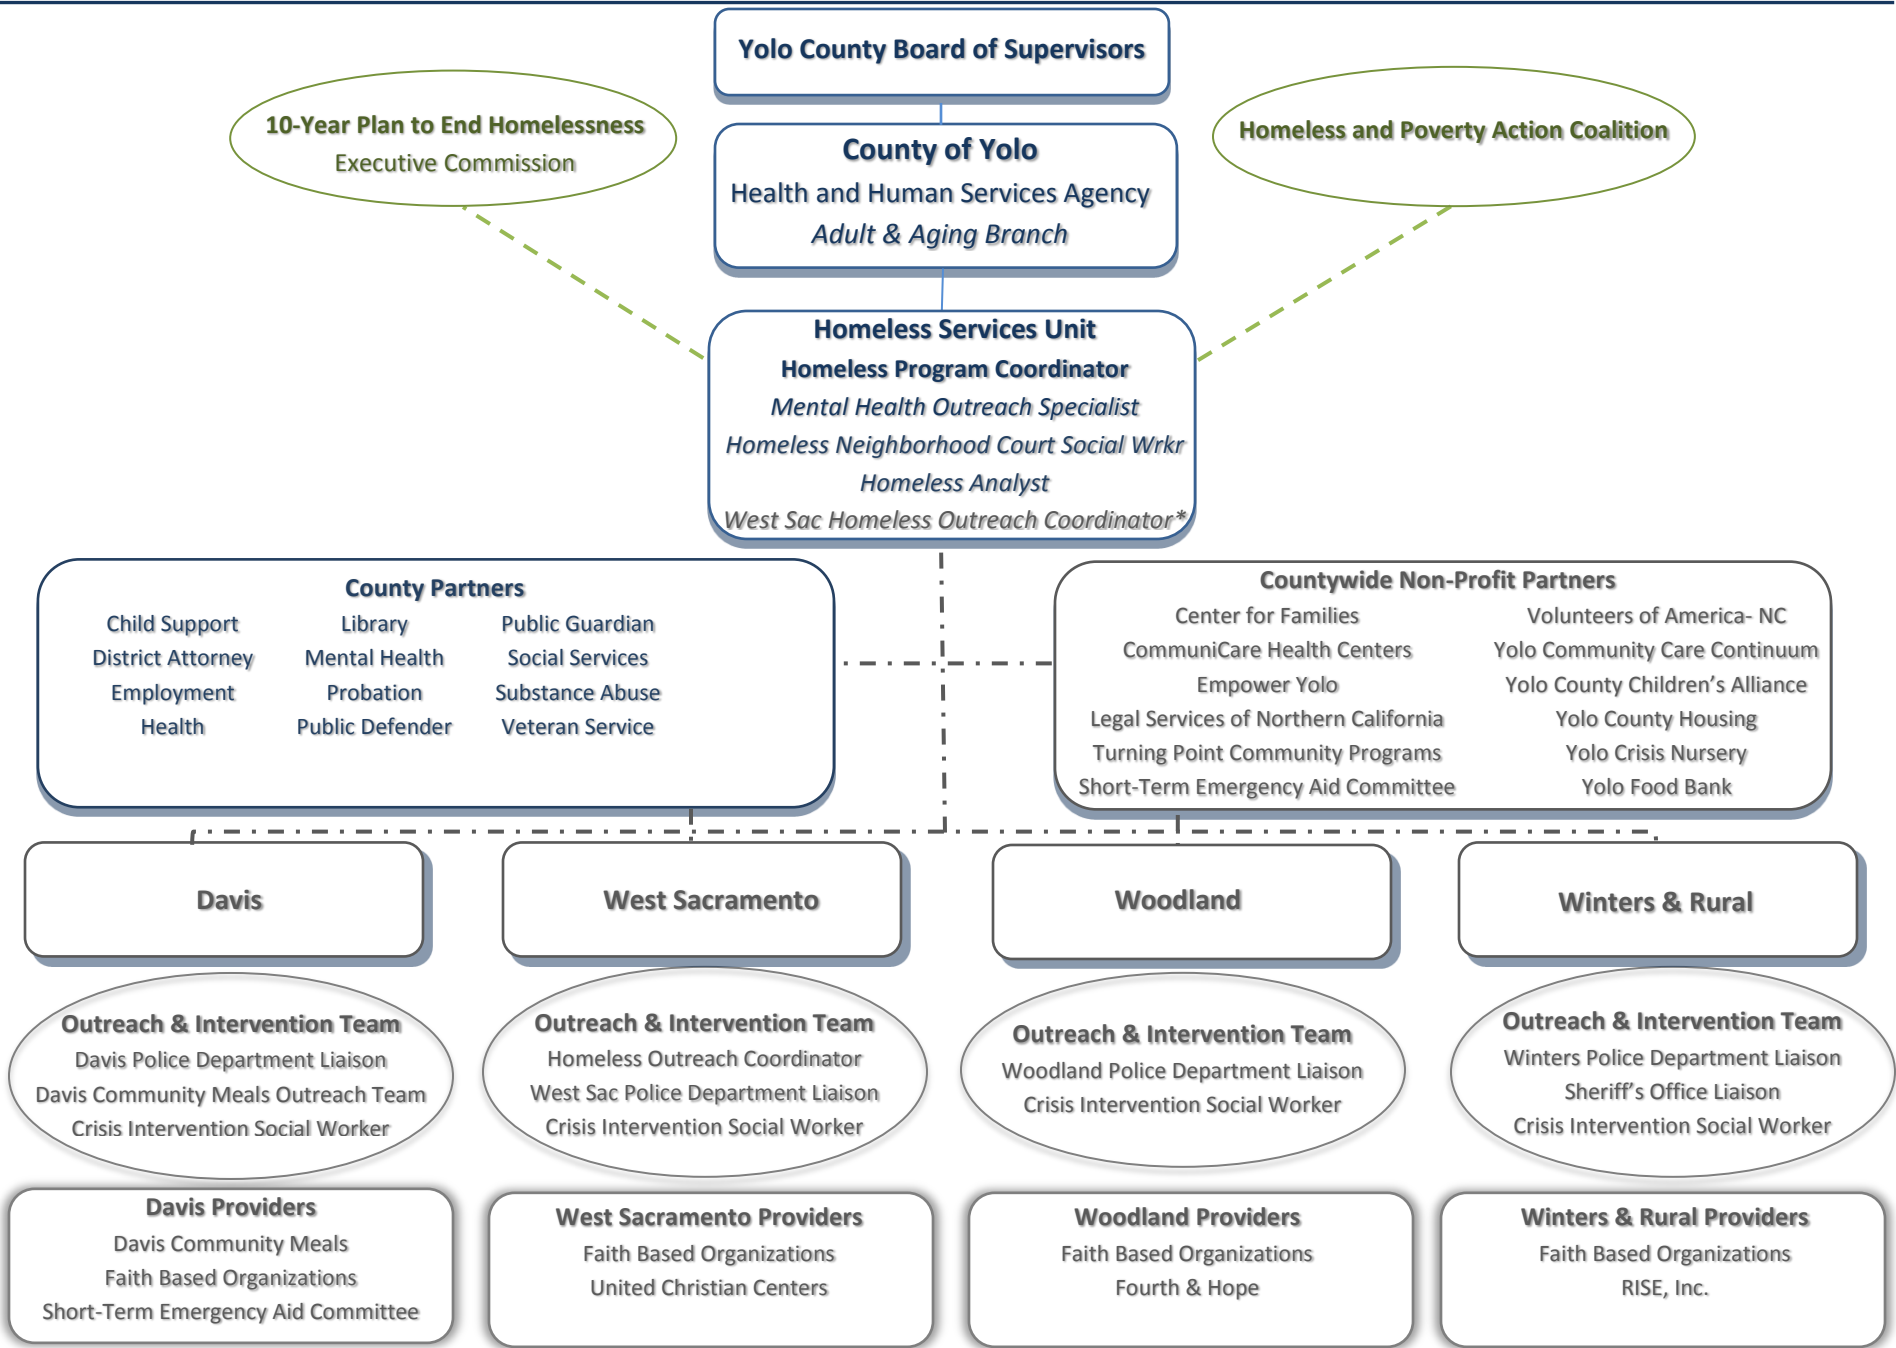 Yolo County Board of Supervisors
10-Year Plan to End Homelessness
Executive Commission
Homeless and Poverty Action Coalition
County of Yolo
Health and Human Services Agency
Adult & Aging Branch
Homeless Services Unit
Homeless Program Coordinator
Mental Health Outreach Specialist
Homeless Neighborhood Court Social Wrkr
Homeless Analyst
West Sac Homeless Outreach Coordinator*
County Partners
Child Support Library Public Guardian
District Attorney Mental Health Social Services
Employment Probation Substance Abuse
Health Public Defender Veteran Service
Countywide Non-Profit Partners
Center for Families Volunteers of America- NC
CommuniCare Health Centers Yolo Community Care Continuum
Empower Yolo Yolo County Children’s Alliance
Legal Services of Northern California Yolo County Housing
Turning Point Community Programs Yolo Crisis Nursery
Short-Term Emergency Aid Committee Yolo Food Bank
Davis
West Sacramento
Woodland
Winters & Rural
Outreach & Intervention Team
Davis Police Department Liaison
Davis Community Meals Outreach Team
Crisis Intervention Social Worker
Outreach & Intervention Team
Homeless Outreach Coordinator
West Sac Police Department Liaison
Crisis Intervention Social Worker
Outreach & Intervention Team
Woodland Police Department Liaison
Crisis Intervention Social Worker
Outreach & Intervention Team
Winters Police Department Liaison
Sheriff’s Office Liaison
Crisis Intervention Social Worker
Davis Providers
Davis Community Meals
Faith Based Organizations
Short-Term Emergency Aid Committee
West Sacramento Providers
Faith Based Organizations
United Christian Centers
Woodland Providers
Faith Based Organizations
Fourth & Hope
Winters & Rural Providers
Faith Based Organizations
RISE, Inc.